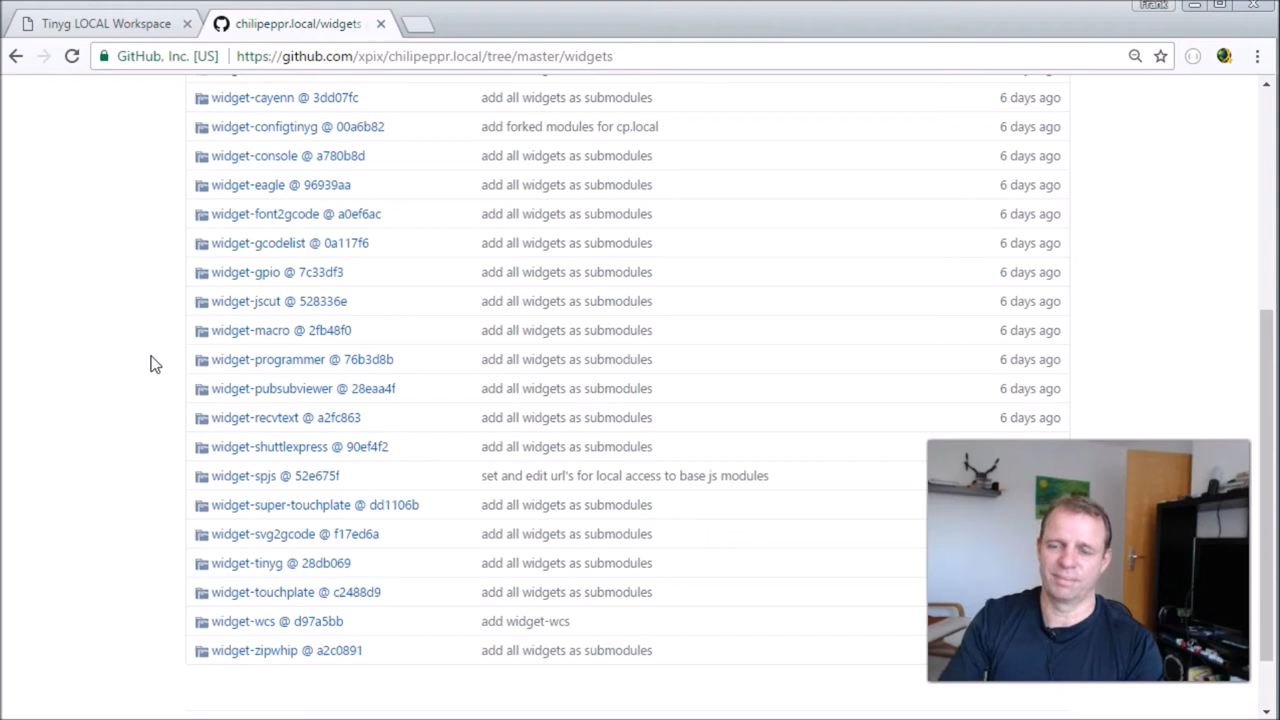 Frank
Tinyg LOCAL Workspace
chilipeppr.local/widgets
GitHub, Inc. [US] https://github.com/xpix/chilipeppr.local/tree/master/widgets
widget-cayenn @ 3dd07fc add all widgets as submodules 6 days ago
widget-configtinyg @ 00a6b82 add forked modules for cp.local 6 days ago
widget-console @ a780b8d add all widgets as submodules 6 days ago
widget-eagle @ 96939aa add all widgets as submodules 6 days ago
widget-font2gcode @ a0ef6ac add all widgets as submodules 6 days ago
widget-gcodelist @ 0a117f6 add all widgets as submodules 6 days ago
widget-gpio @ 7c33df3 add all widgets as submodules 6 days ago
widget-jscut @ 528336e add all widgets as submodules 6 days ago
widget-macro @ 2fb48f0 add all widgets as submodules 6 days ago
widget-programmer @ 76b3d8b add all widgets as submodules 6 days ago
widget-pubsubviewer @ 28eaa4f add all widgets as submodules 6 days ago
widget-recvtext @ a2fc863 add all widgets as submodules 6 days ago
widget-shuttlexpress @ 90ef4f2 add all widgets as submodules
widget-spjs @ 52e675f set and edit url's for local access to base js modules
widget-super-touchplate @ dd1106b add all widgets as submodules
widget-svg2gcode @ f17ed6a add all widgets as submodules
widget-tinyg @ 28db069 add all widgets as submodules
widget-touchplate @ c2488d9 add all widgets as submodules
widget-wcs @ d97a5bb add widget-wcs
widget-zipwhip @ a2c0891 add all widgets as submodules